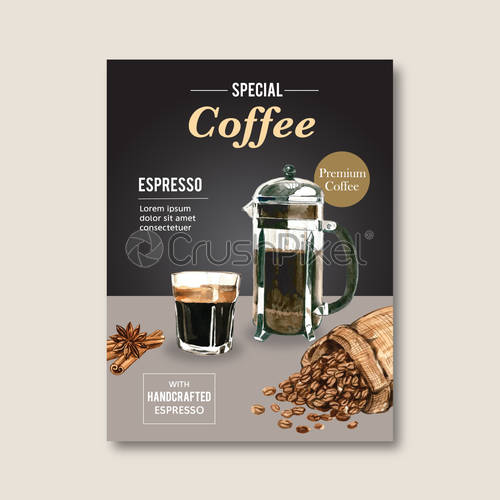 SPECIAL
Coffee
Premium
Coffee
ESPRESSO
Lorem ipsum
dolor sit amet
consectetuer
CrushPixel
WITH
HANDCRAFTED
ESPRESSO